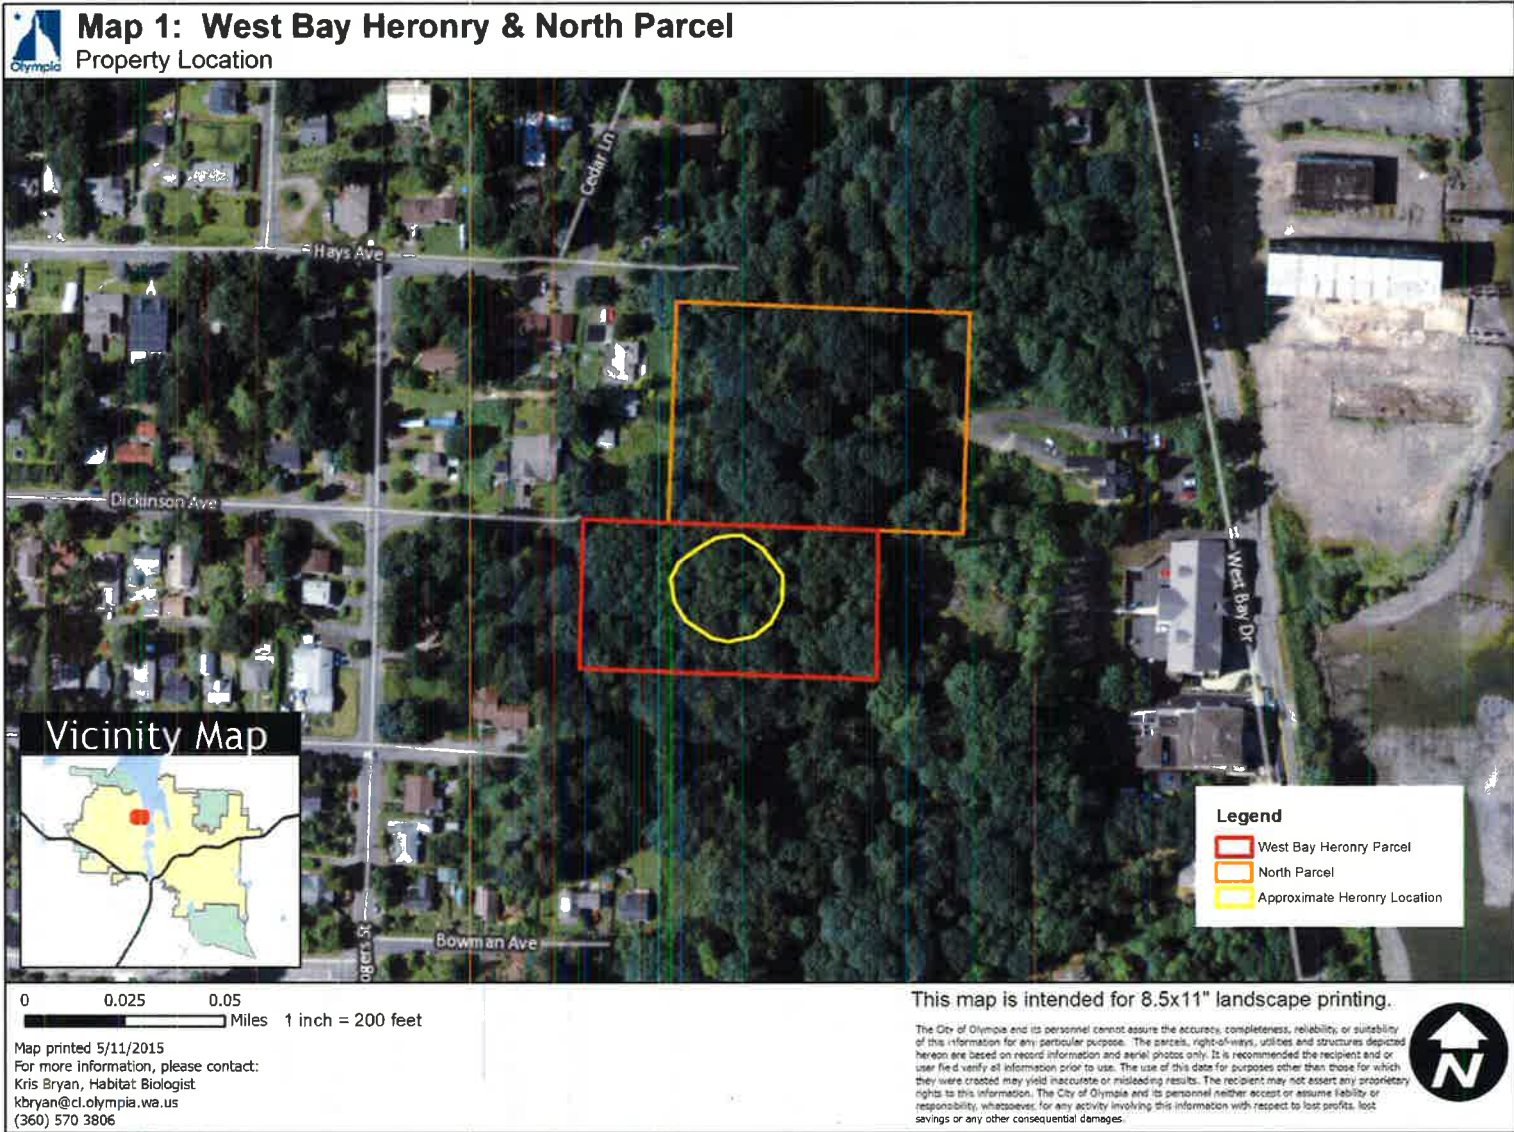 Olympia
Map 1: West Bay Heronry & North Parcel
Property Location
Cedar Ln
Hays Ave
Dickinson Ave
West Bay Dr
Rogers St
Bowman Ave
Vicinity Map
Legend
West Bay Heronry Parcel
North Parcel
Approximate Heronry Location
0 0.025 0.05
Miles 1 inch = 200 feet
Map printed 5/11/2015
For more information, please contact:
Kris Bryan, Habitat Biologist
kbryan@ci.olympia.wa.us
(360) 570 3806
This map is intended for 8.5x11" landscape printing.
The City of Olympia and its personnel cannot assure the accuracy, completeness, reliability, or suitability
of this information for any particular purpose. The parcels, right-of-ways, utilities and structures depicted
hereon are based on record information and aerial photos only. It is recommended the recipient and or
user field verify all information prior to use. The use of this data for purposes other than those for which
they were created may yield inaccurate or misleading results. The recipient may not assert any proprietary
rights to this information. The City of Olympia and its personnel neither accept or assume liability or
responsibility, whatsoever, for any activity involving this information with respect to lost profits, lost
savings or any other consequential damages.
N